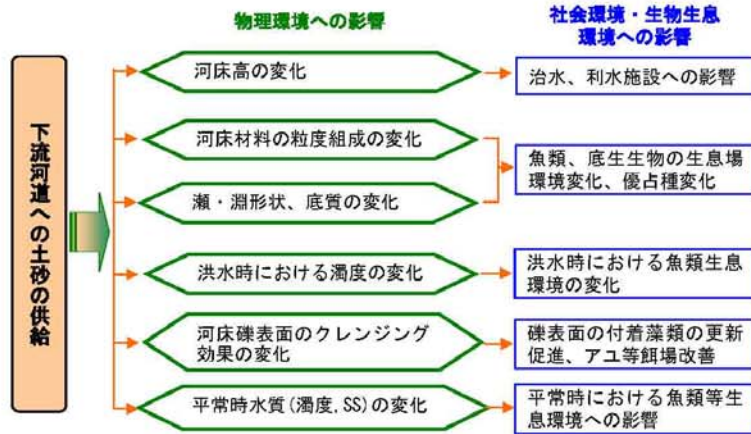 物理環境への影響
社会環境・生物生息
環境への影響
下流河道への土砂の供給
河床高の変化
治水、利水施設への影響
河床材料の粒度組成の変化
瀬・淵形状、底質の変化
魚類、底生生物の生息場
環境変化、優占種変化
洪水時における濁度の変化
洪水時における魚類生息
環境の変化
河床礫表面のクレンジング
効果の変化
礫表面の付着藻類の更新
促進、アユ等餌場改善
平常時水質(濁度,SS)の変化
平常時における魚類等生
息環境への影響